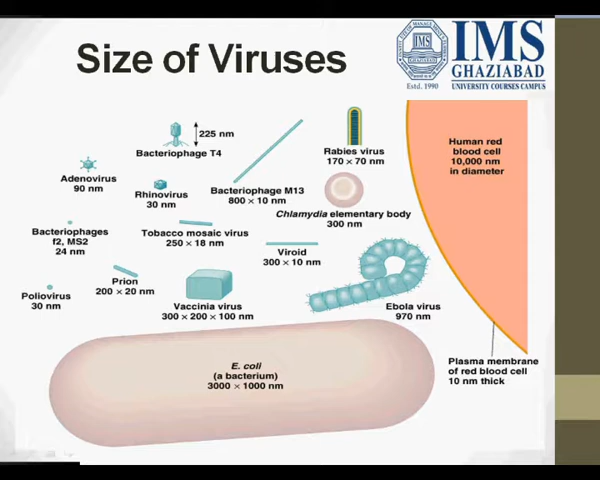 Size of Viruses
IMS
GHAZIABAD
UNIVERSITY COURSES CAMPUS
Estd. 1990
IMS
225 nm
Bacteriophage T4
Rabies virus
170 × 70 nm
Human red
blood cell
10,000 nm
in diameter
Adenovirus
90 nm
Rhinovirus
30 nm
Bacteriophage M13
800 × 10 nm
Chlamydia elementary body
300 nm
Bacteriophages
f2, MS2
24 nm
Tobacco mosaic virus
250 × 18 nm
Viroid
300 × 10 nm
Prion
200 × 20 nm
Poliovirus
30 nm
Vaccinia virus
300 × 200 × 100 nm
Ebola virus
970 nm
E. coli
(a bacterium)
3000 × 1000 nm
Plasma membrane
of red blood cell
10 nm thick